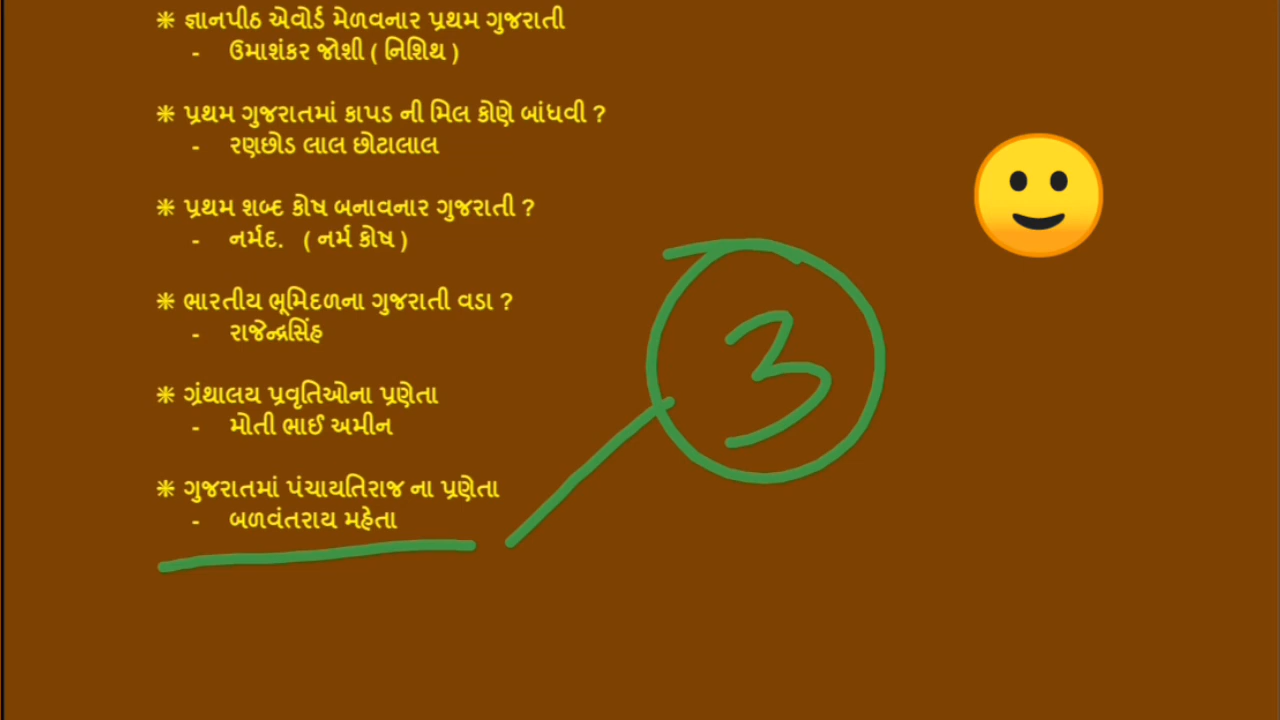 ⁕ જ્ઞાનપીઠ એવોર્ડ મેળવનાર પ્રથમ ગુજરાતી
- ઉમાશંકર જોશી ( નિશિથ )
⁕ પ્રથમ ગુજરાતમાં કાપડ ની મિલ કોણે બાંધવી ?
- રણછોડ લાલ છોટાલાલ
⁕ પ્રથમ શબ્દ કોષ બનાવનાર ગુજરાતી ?
- નર્મદ. ( નર્મ કોષ )
⁕ ભારતીય ભૂમિદળના ગુજરાતી વડા ?
- રાજેન્દ્રસિંહ
⁕ ગ્રંથાલય પ્રવૃતિઓના પ્રણેતા
- મોતી ભાઈ અમીન
⁕ ગુજરાતમાં પંચાયતિરાજ ના પ્રણેતા
- બળવંતરાય મહેતા
3